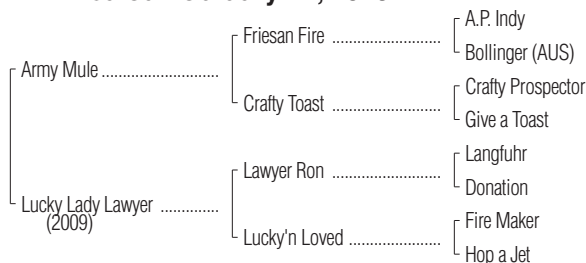 A.P. Indy
Friesan Fire
Bollinger (AUS)
Army Mule
Crafty Prospector
Crafty Toast
Give a Toast
Langfuhr
Lawyer Ron
Donation
Lucky Lady Lawyer
(2009)
Fire Maker
Lucky'n Loved
Hop a Jet